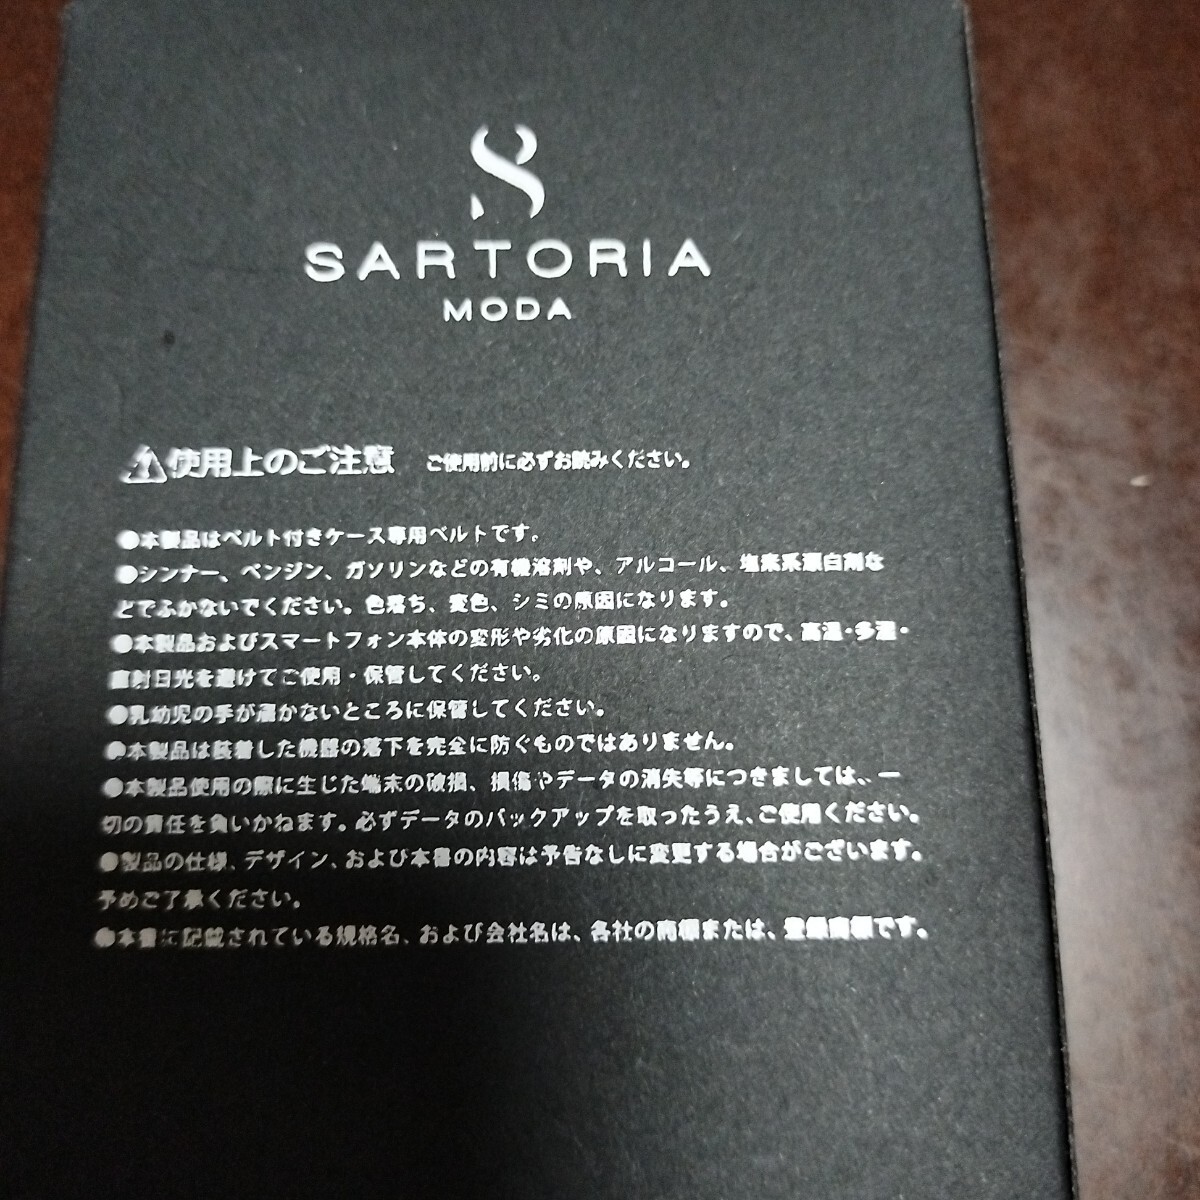 S
SARTORIA
MODA
使用上のご注意 ご使用前に必ずお読みください。
●本製品はベルト付きケース専用ベルトです。
●シンナー、ベンジン、ガソリンなどの有機溶剤や、アルコール、塩素系漂白剤な
どでふかないでください。色落ち、変色、シミの原因になります。
●本製品およびスマートフォン本体の変形や劣化の原因になりますので、高温・多湿・
直射日光を避けてご使用・保管してください。
●乳幼児の手が届かないところに保管してください。
●本製品は装着した機器の落下を完全に防ぐものではありません。
●本製品使用の際に生じた端末の破損、損傷やデータの消失等につきましては、一
切の責任を負いかねます。必ずデータのバックアップを取ったうえ、ご使用ください。
●製品の仕様、デザイン、および本書の内容は予告なしに変更する場合がございます。
予めご了承ください。
●本書に記載されている規格名、および会社名は、各社の商標または、登録商標です。